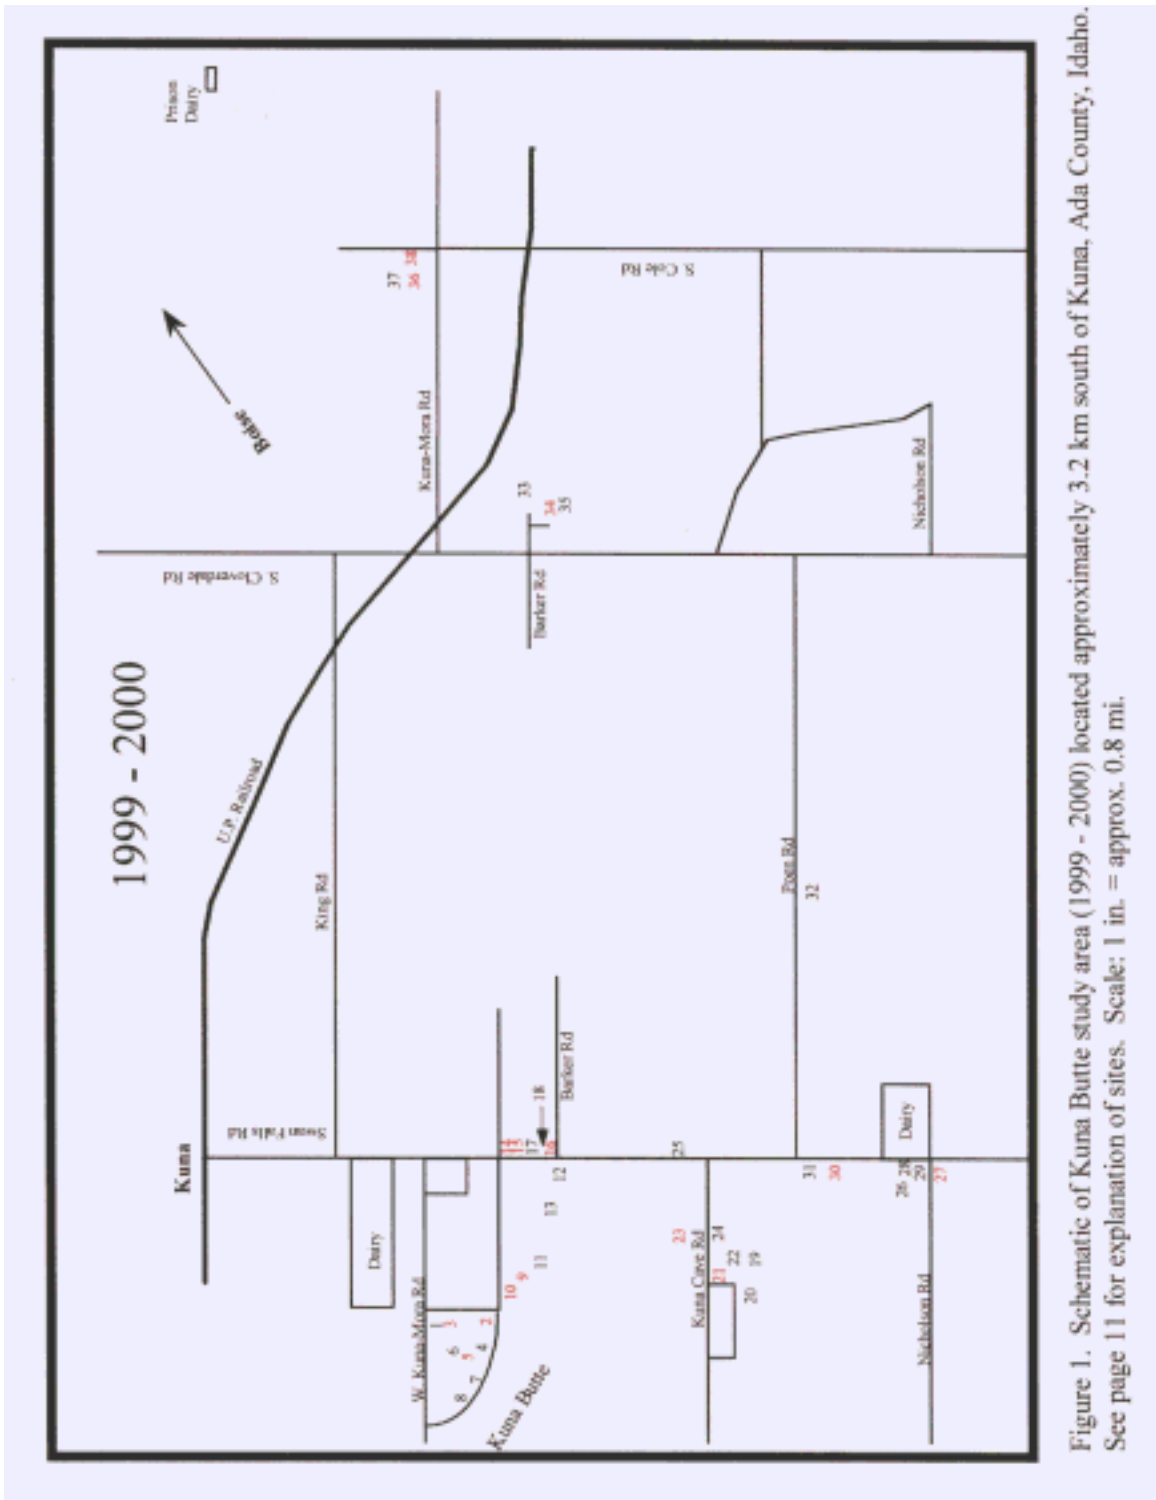 1999 - 2000
Prison
Dairy
Boise
Kuna
U.P. Railroad
S. Cloverdale Rd
Swan Falls Rd
King Rd
Kuna-Mora Rd
37
36 38
S. Cole Rd
Dairy
W. Kuna-Mora Rd
Barker Rd
33
34
35
Barker Rd
18
17
16
12
13
11
9
10
1
3
2
6
5
4
7
8
Kuna Butte
25
Kuna Cave Rd
23
24
22
21
19
20
32
31
30
Dairy
26 28
29
27
Nicholson Rd
Nicholson Rd
Figure 1. Schematic of Kuna Butte study area (1999 - 2000) located approximately 3.2 km south of Kuna, Ada County, Idaho.
See page 11 for explanation of sites. Scale: 1 in. = approx. 0.8 mi.